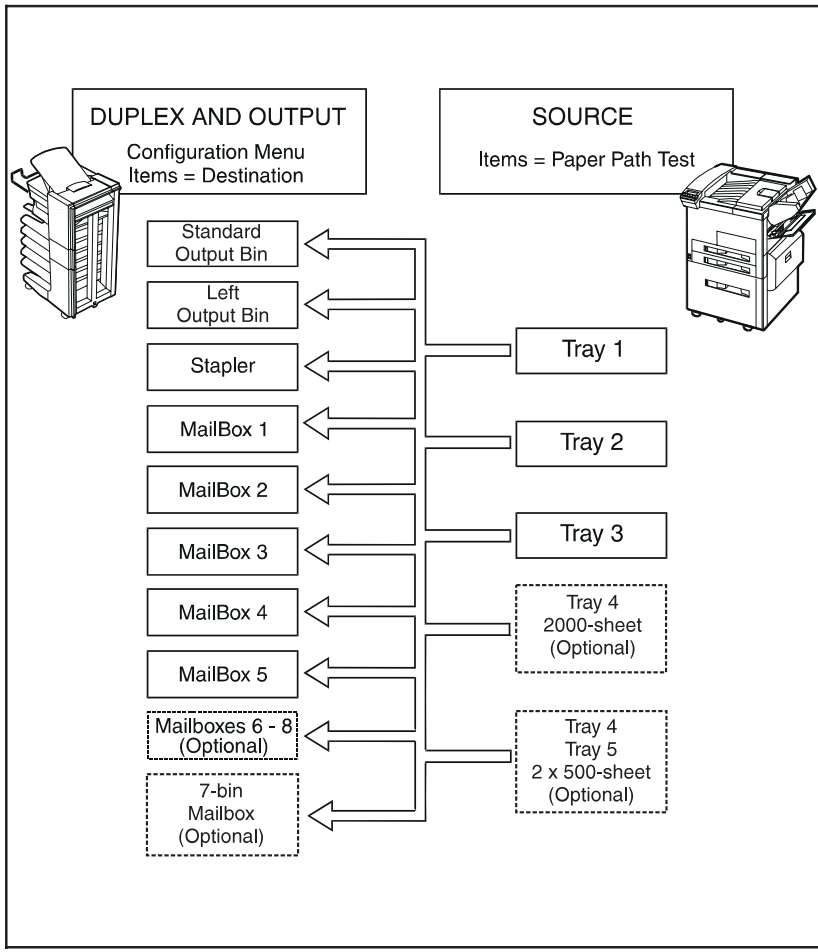 DUPLEX AND OUTPUT
Configuration Menu
Items = Destination
SOURCE
Items = Paper Path Test
Standard
Output Bin
Left
Output Bin
Stapler
MailBox 1
MailBox 2
MailBox 3
MailBox 4
MailBox 5
Mailboxes 6 - 8
(Optional)
7-bin
Mailbox
(Optional)
Tray 1
Tray 2
Tray 3
Tray 4
2000-sheet
(Optional)
Tray 4
Tray 5
2 x 500-sheet
(Optional)